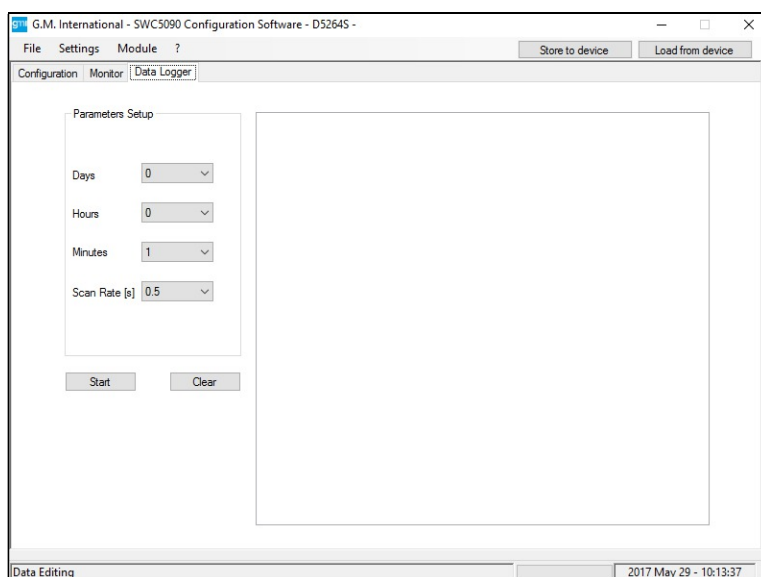 gmi G.M. International - SWC5090 Configuration Software - D5264S -
File Settings Module ? Store to device Load from device
Configuration Monitor Data Logger
Parameters Setup
Days 0
Hours 0
Minutes 1
Scan Rate [s] 0.5
Start Clear
Data Editing 2017 May 29 - 10:13:37